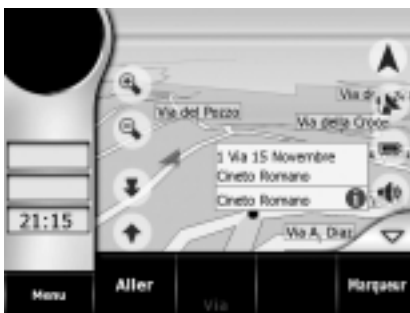 Via del Pozzo
Via della Croce
1 Via 15 Novembre
Cineto Romano
Cineto Romano
21:15
Via A. Diaz
Menu
Aller
Via
Marqueur